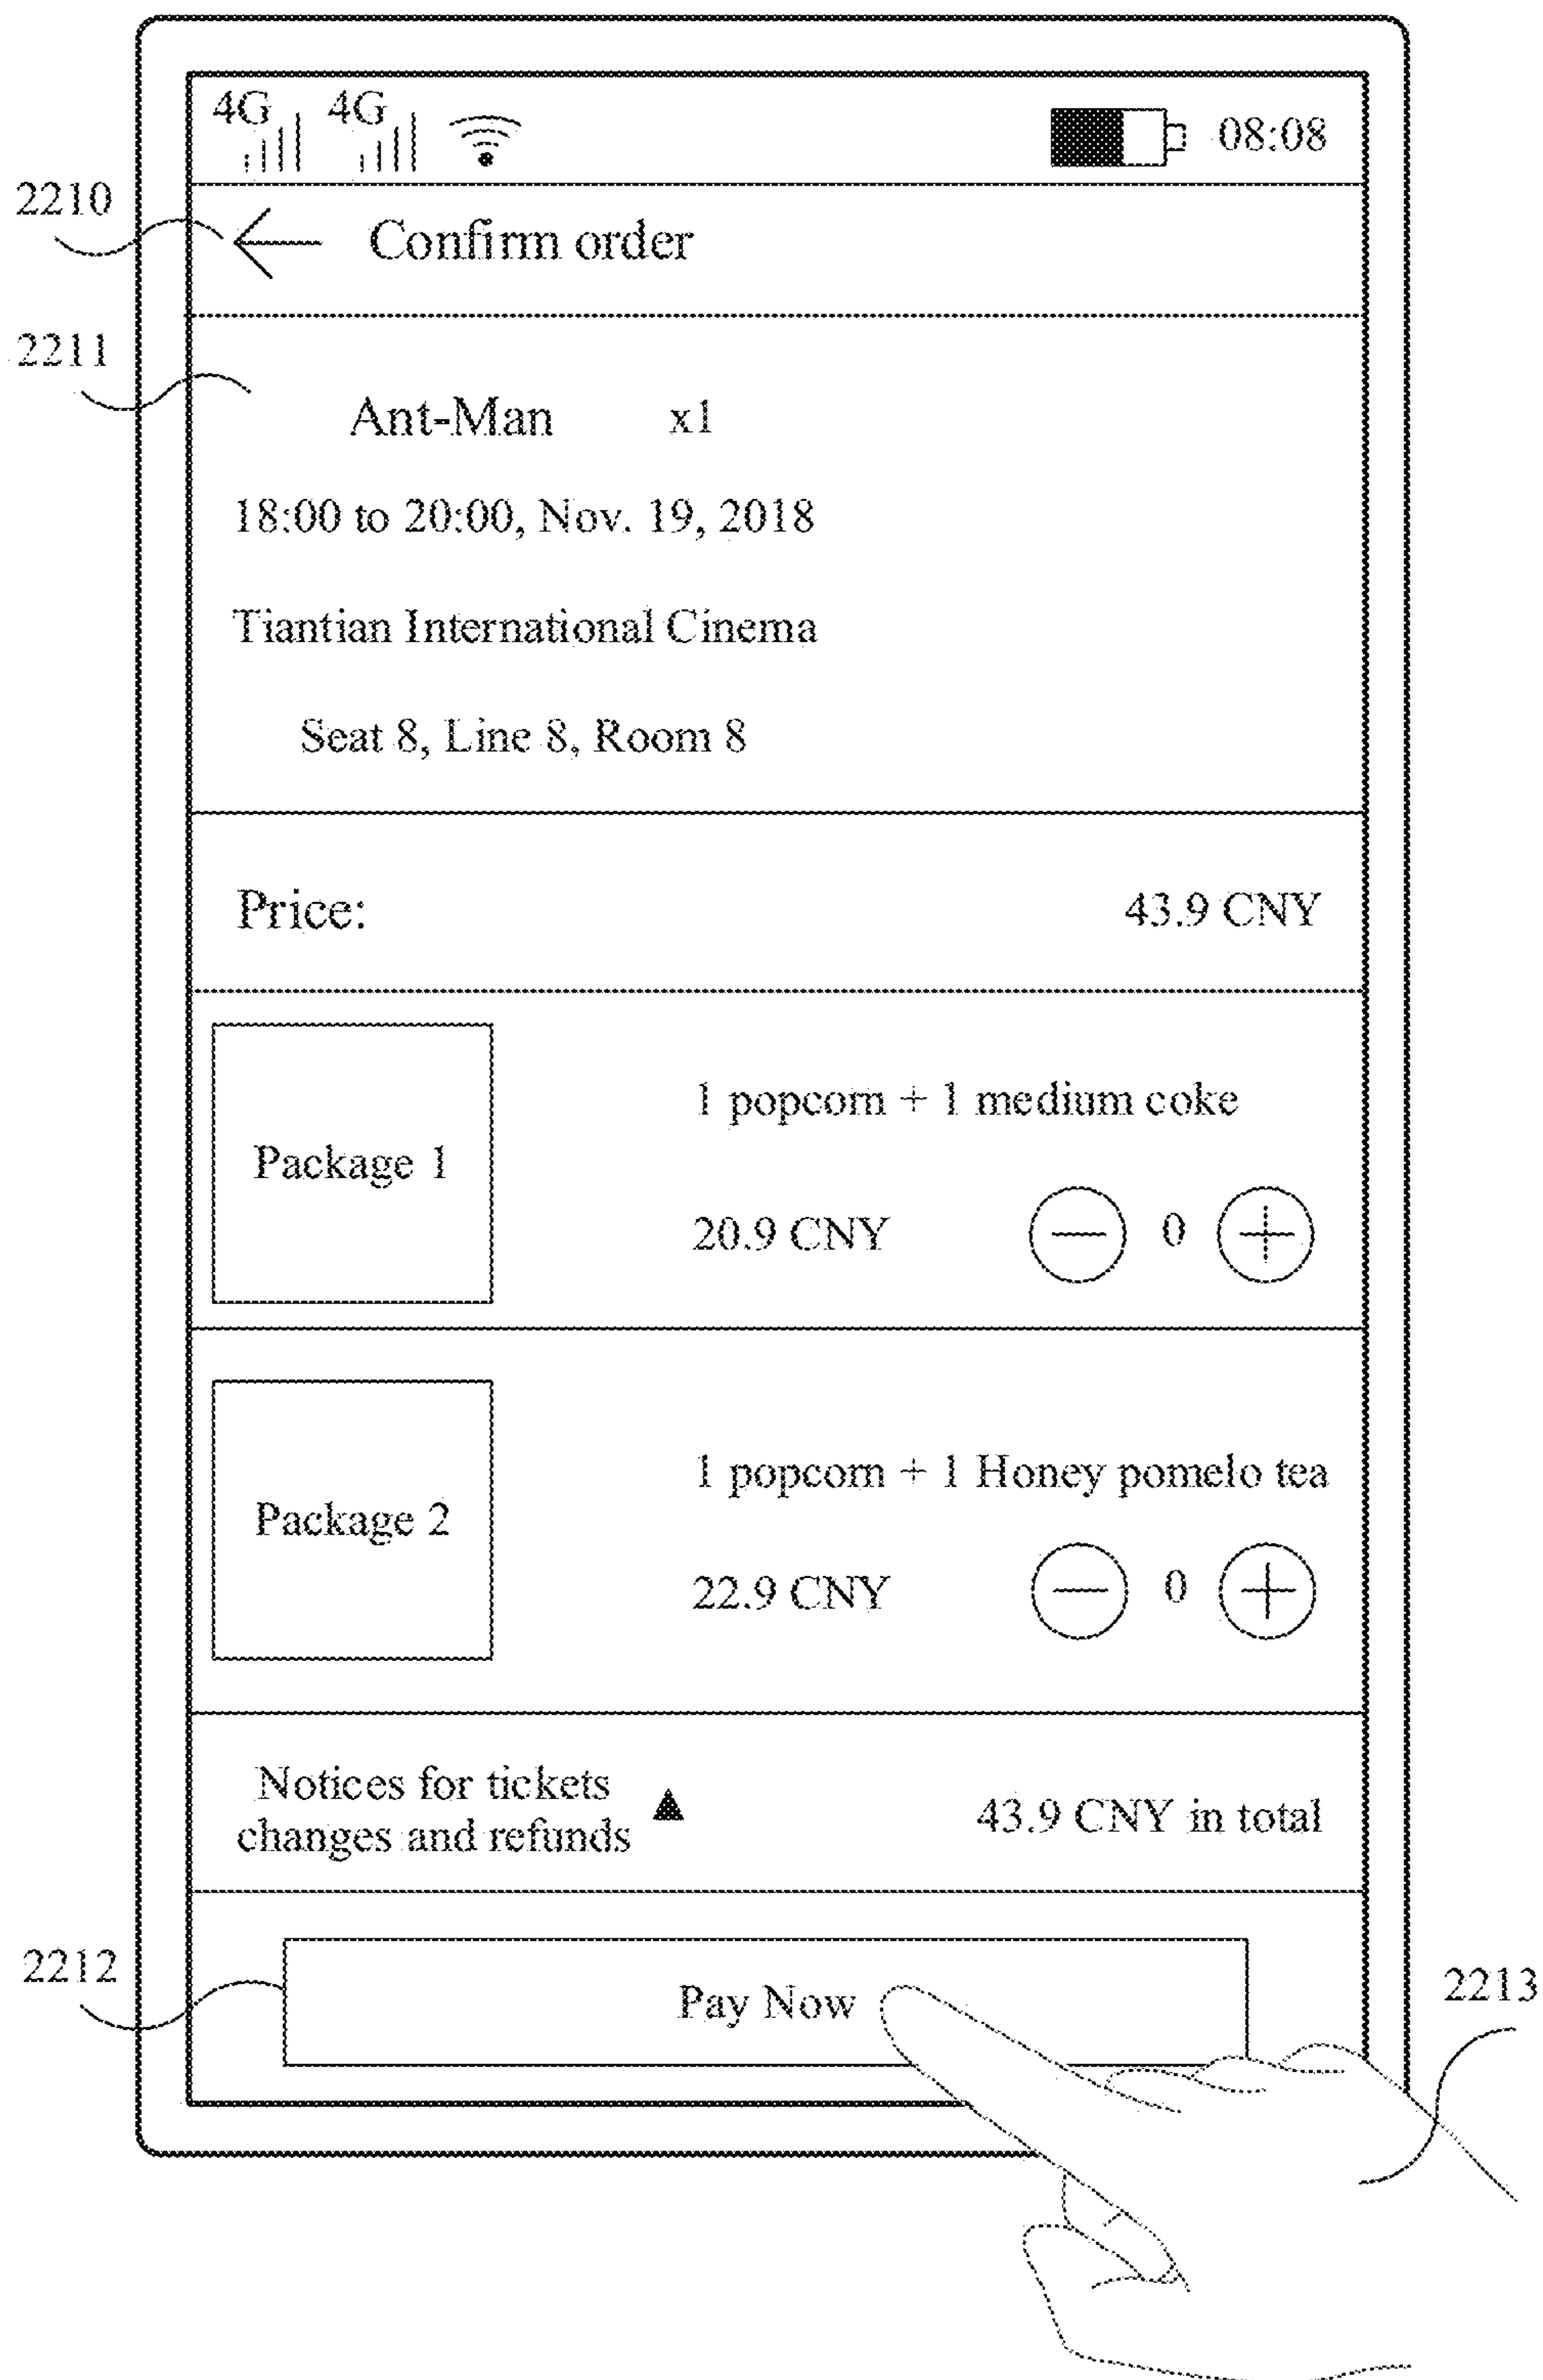 4G 4G 08:08
2210
Confirm order
2211
Ant-Man x1
18:00 to 20:00, Nov. 19, 2018
Tiantian International Cinema
Seat 8, Line 8, Room 8
Price: 43.9 CNY
1 popcorn + 1 medium coke
Package 1
20.9 CNY 0
1 popcorn + 1 Honey pomelo tea
Package 2
22.9 CNY 0
Notices for tickets
changes and refunds
43.9 CNY in total
2212
Pay Now
2213